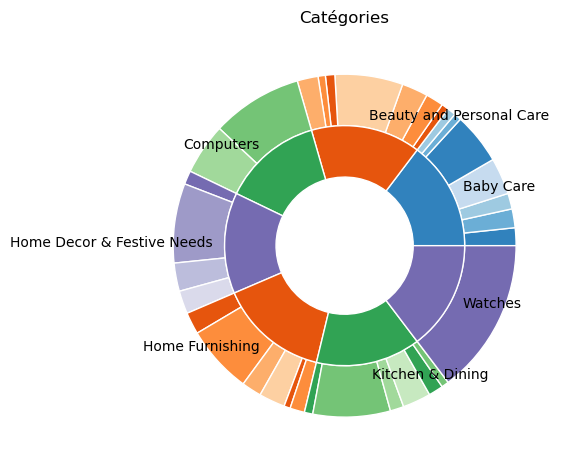 Catégories
Beauty and Personal Care
Computers
Baby Care
Home Decor & Festive Needs
Watches
Home Furnishing
Kitchen & Dining